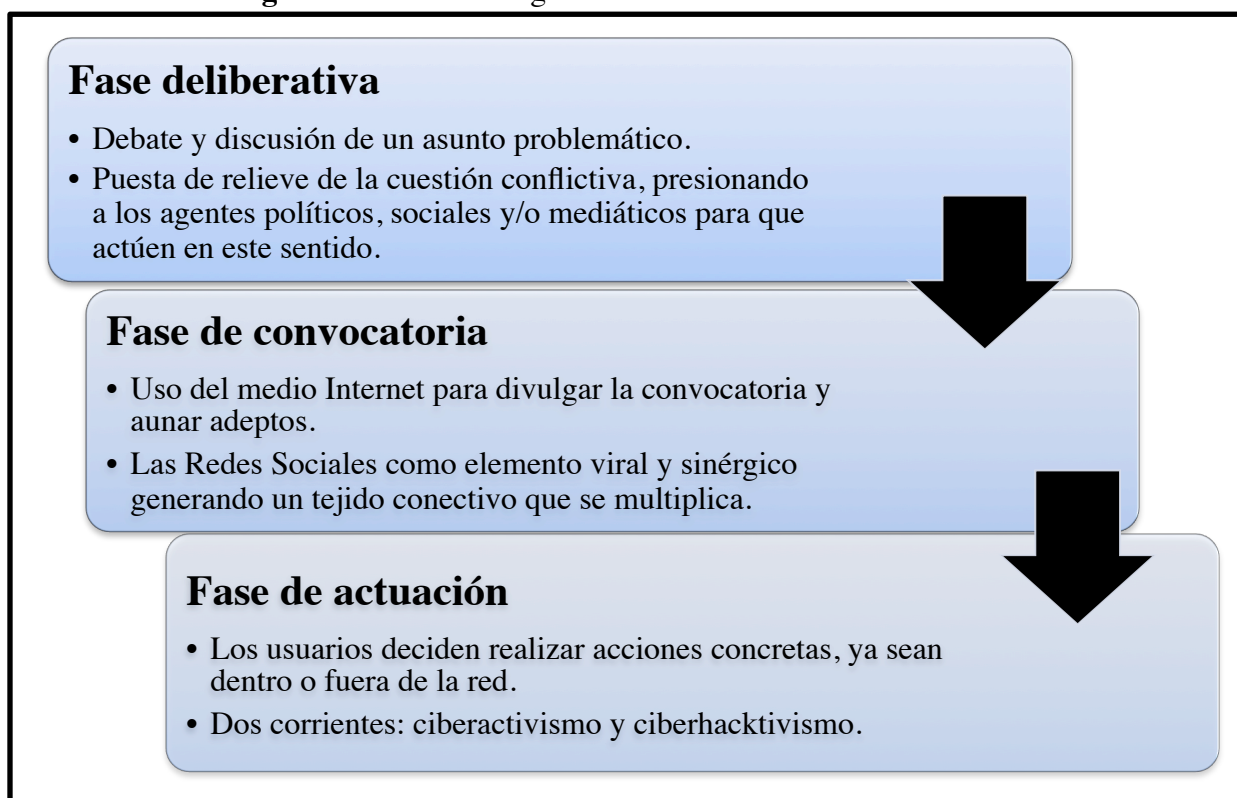 Fase deliberativa
• Debate y discusión de un asunto problemático.
• Puesta de relieve de la cuestión conflictiva, presionando
a los agentes políticos, sociales y/o mediáticos para que
actúen en este sentido.
Fase de convocatoria
• Uso del medio Internet para divulgar la convocatoria y
aunar adeptos.
• Las Redes Sociales como elemento viral y sinérgico
generando un tejido conectivo que se multiplica.
Fase de actuación
• Los usuarios deciden realizar acciones concretas, ya sean
dentro o fuera de la red.
• Dos corrientes: ciberactivismo y ciberhacktivismo.